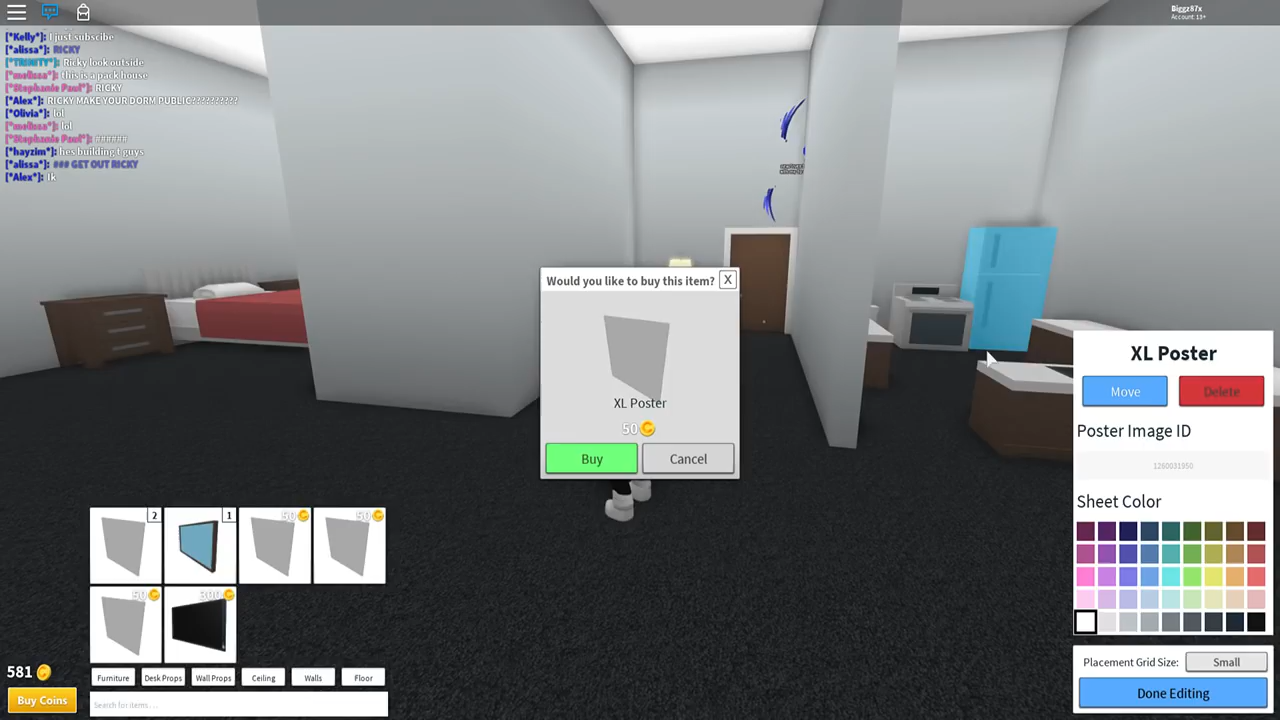 Biggz87x
Account: 13+
[*Kelly*]: I just subscibe
[*alissa*]: RICKY
[*TRINITY*]: Ricky look outside
[*melissa*]: this is a pack house
[*Stephanie Paul*]: RICKY
[*Alex*]: RICKY MAKE YOUR DORM PUBLIC??????????
[*Olivia*]: lol
[*melissa*]: lol
[*Stephanie Paul*]: ######
[*hayzim*]: hes building t guys
[*alissa*]: ### GET OUT RICKY
[*Alex*]: Ik
Would you like to buy this item? X
XL Poster
50
Buy Cancel
XL Poster
Move Delete
Poster Image ID
1260031950
Sheet Color
Placement Grid Size: Small
Done Editing
2 1 50 50
50 300
581
Buy Coins
Furniture Desk Props Wall Props Ceiling Walls Floor
Search for items...